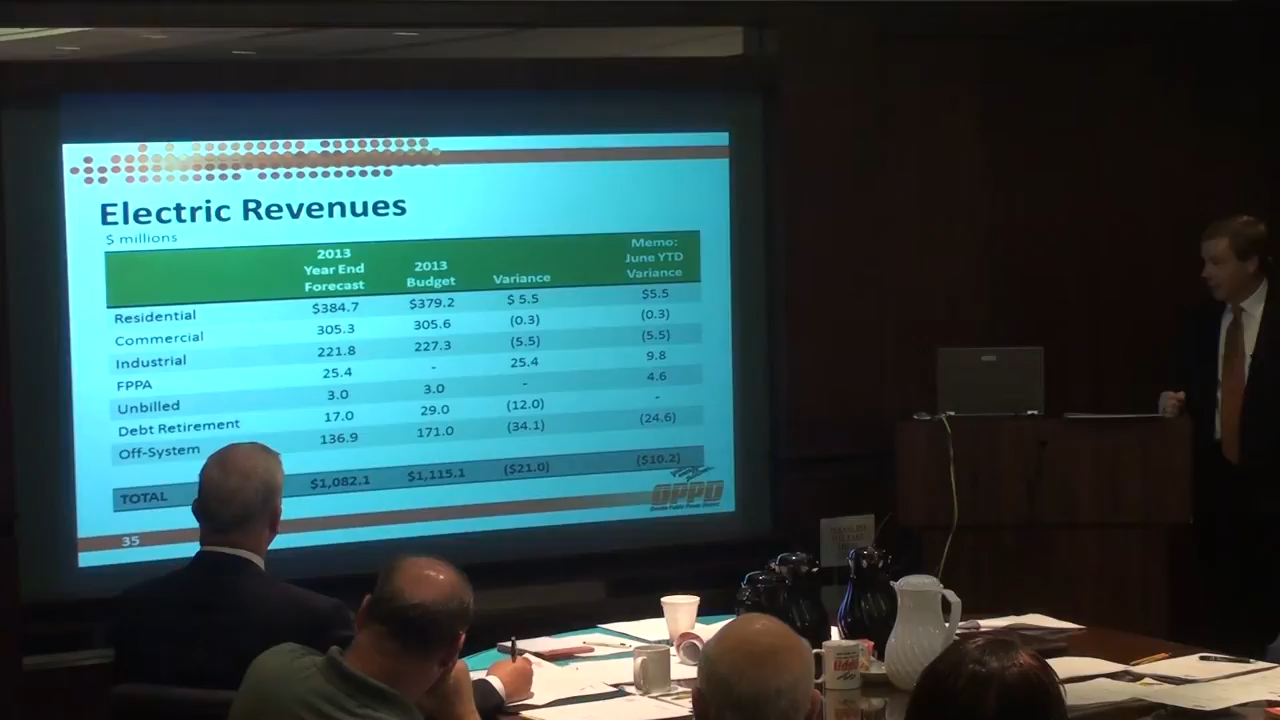 Electric Revenues
$ millions
2013 Year End Forecast 2013 Budget Variance Memo: June YTD Variance
Residential $384.7 $379.2 $ 5.5 $5.5
Commercial 305.3 305.6 (0.3) (0.3)
Industrial 221.8 227.3 (5.5) (5.5)
FPPA 25.4 - 25.4 9.8
Unbilled 3.0 3.0 - 4.6
Debt Retirement 17.0 29.0 (12.0) -
Off-System 136.9 171.0 (34.1) (24.6)
TOTAL $1,082.1 $1,115.1 ($21.0) ($10.2)
OPPD
Omaha Public Power District
35